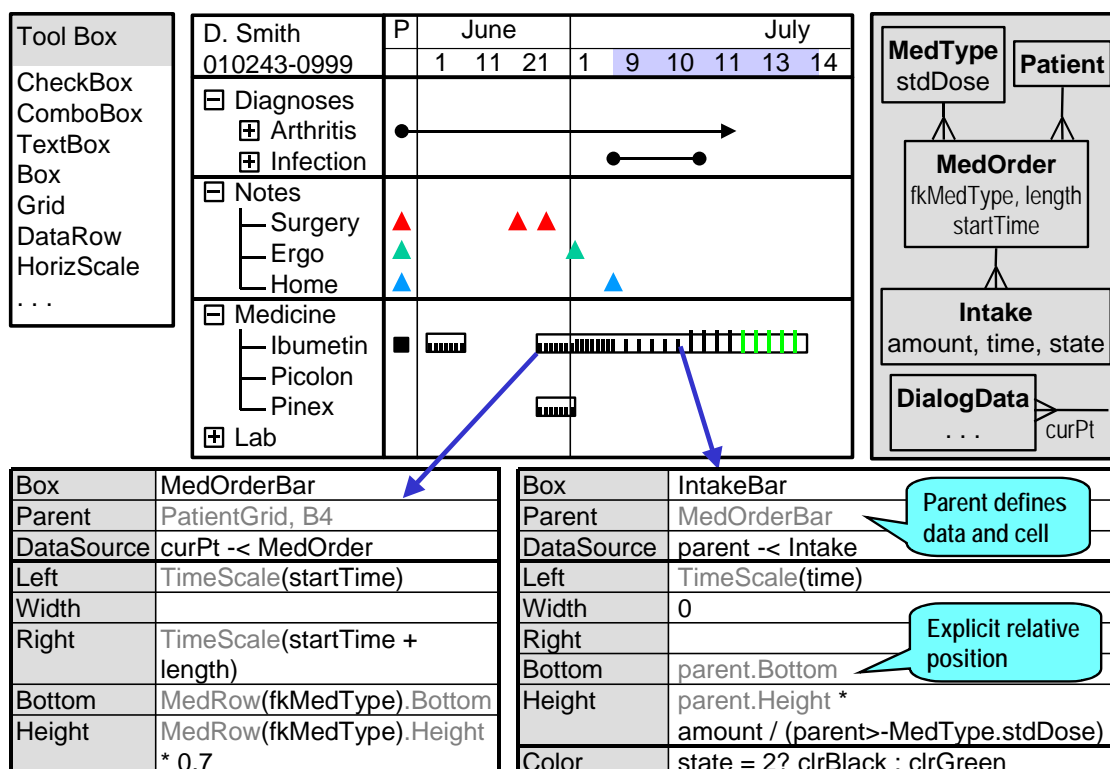 Tool Box
CheckBox
ComboBox
TextBox
Box
Grid
DataRow
HorizScale
. . .
D. Smith
010243-0999
P
June
July
1 11 21 1 9 10 11 13 14
Diagnoses
Arthritis
Infection
Notes
Surgery
Ergo
Home
Medicine
Ibumetin
Picolon
Pinex
Lab
MedType
stdDose
Patient
MedOrder
fkMedType, length
startTime
Intake
amount, time, state
DialogData
. . .
curPt
Box MedOrderBar
Parent PatientGrid, B4
DataSource curPt -< MedOrder
Left TimeScale(startTime)
Width
Right TimeScale(startTime +
length)
Bottom MedRow(fkMedType).Bottom
Height MedRow(fkMedType).Height
* 0.7
Box IntakeBar
Parent MedOrderBar
DataSource parent -< Intake
Left TimeScale(time)
Width 0
Right
Bottom parent.Bottom
Height parent.Height *
amount / (parent>-MedType.stdDose)
Color state = 2? clrBlack : clrGreen
Parent defines
data and cell
Explicit relative
position